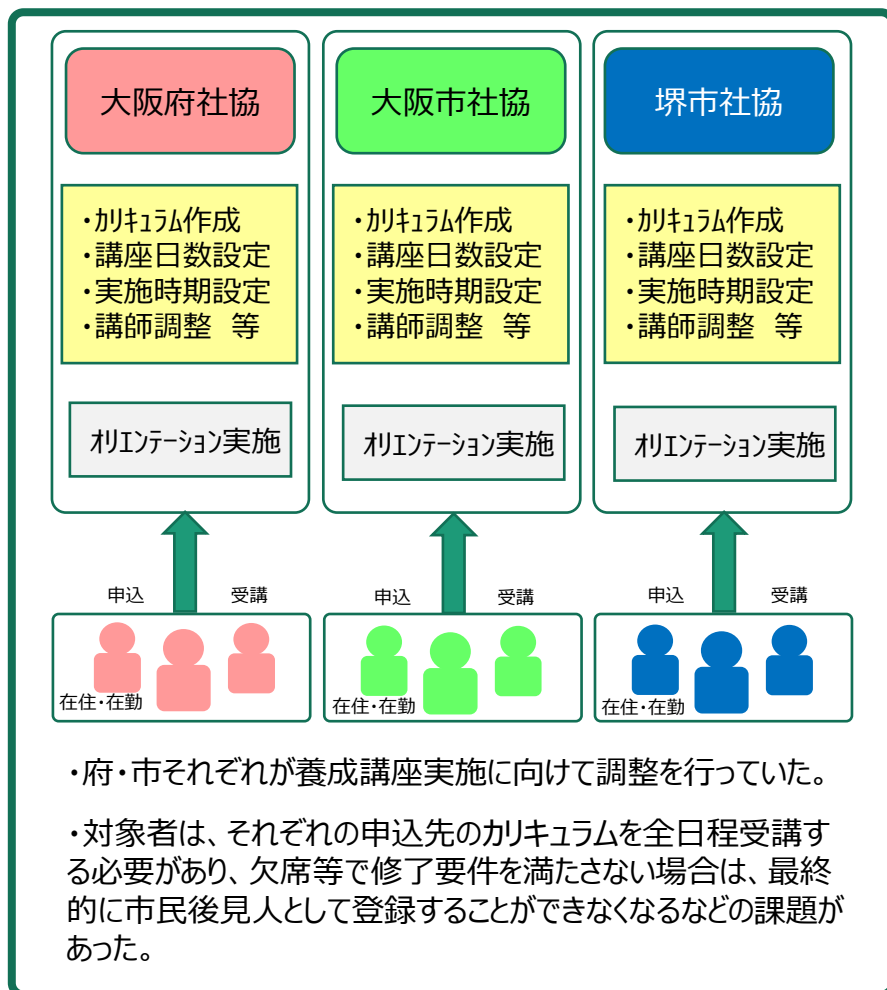 大阪府社協
・ｶﾘｷｭﾗﾑ作成
・講座日数設定
・実施時期設定
・講師調整　等
ｵﾘｴﾝﾃｰｼｮﾝ実施
申込
受講
在住・在勤
大阪市社協
・ｶﾘｷｭﾗﾑ作成
・講座日数設定
・実施時期設定
・講師調整　等
ｵﾘｴﾝﾃｰｼｮﾝ実施
申込
受講
在住・在勤
堺市社協
・ｶﾘｷｭﾗﾑ作成
・講座日数設定
・実施時期設定
・講師調整　等
ｵﾘｴﾝﾃｰｼｮﾝ実施
申込
受講
在住・在勤
・府・市それぞれが養成講座実施に向けて調整を行っていた。
・対象者は、それぞれの申込先のカリキュラムを全日程受講す
る必要があり、欠席等で修了要件を満たさない場合は、最終
的に市民後見人として登録することができなくなるなどの課題が
あった。